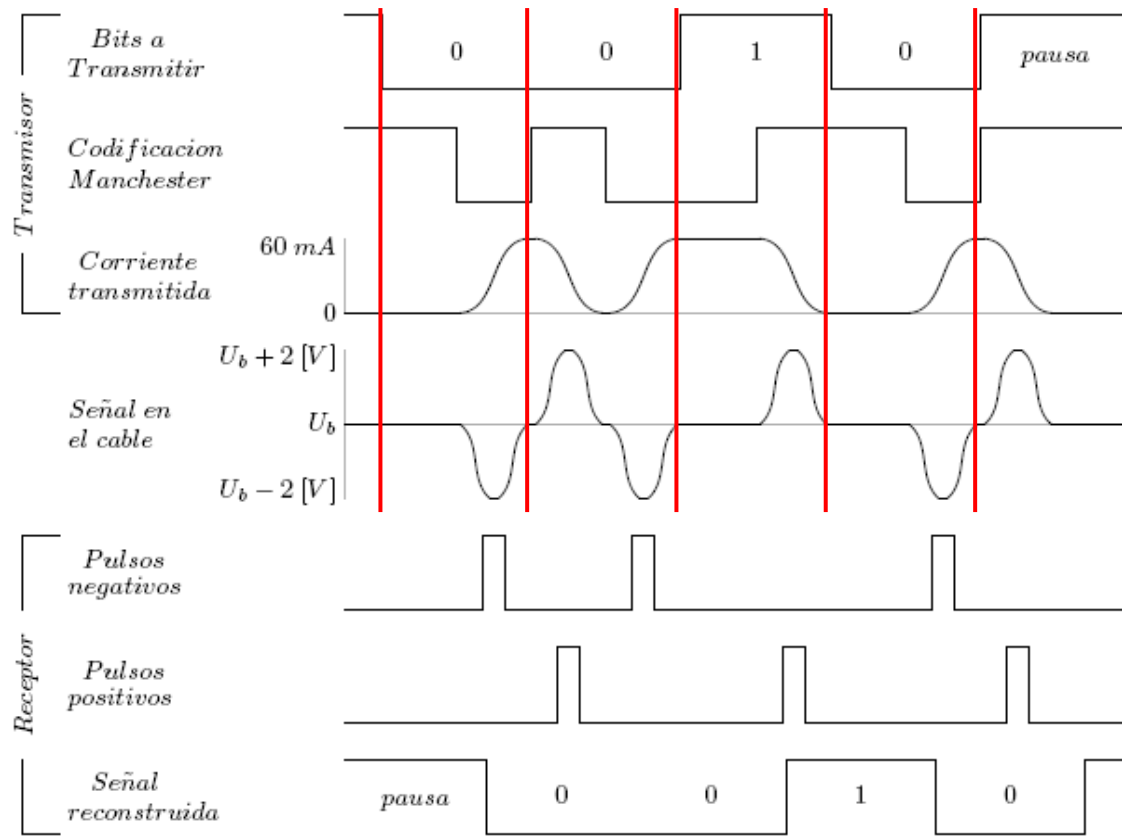 Transmisor
Bits a
Transmitir
0 0 1 0 pausa
Codificacion
Manchester
Corriente
transmitida
60 mA
0
Señal en
el cable
U_b + 2 [V]
U_b
U_b − 2 [V]
Receptor
Pulsos
negativos
Pulsos
positivos
Señal
reconstruida
pausa 0 0 1 0